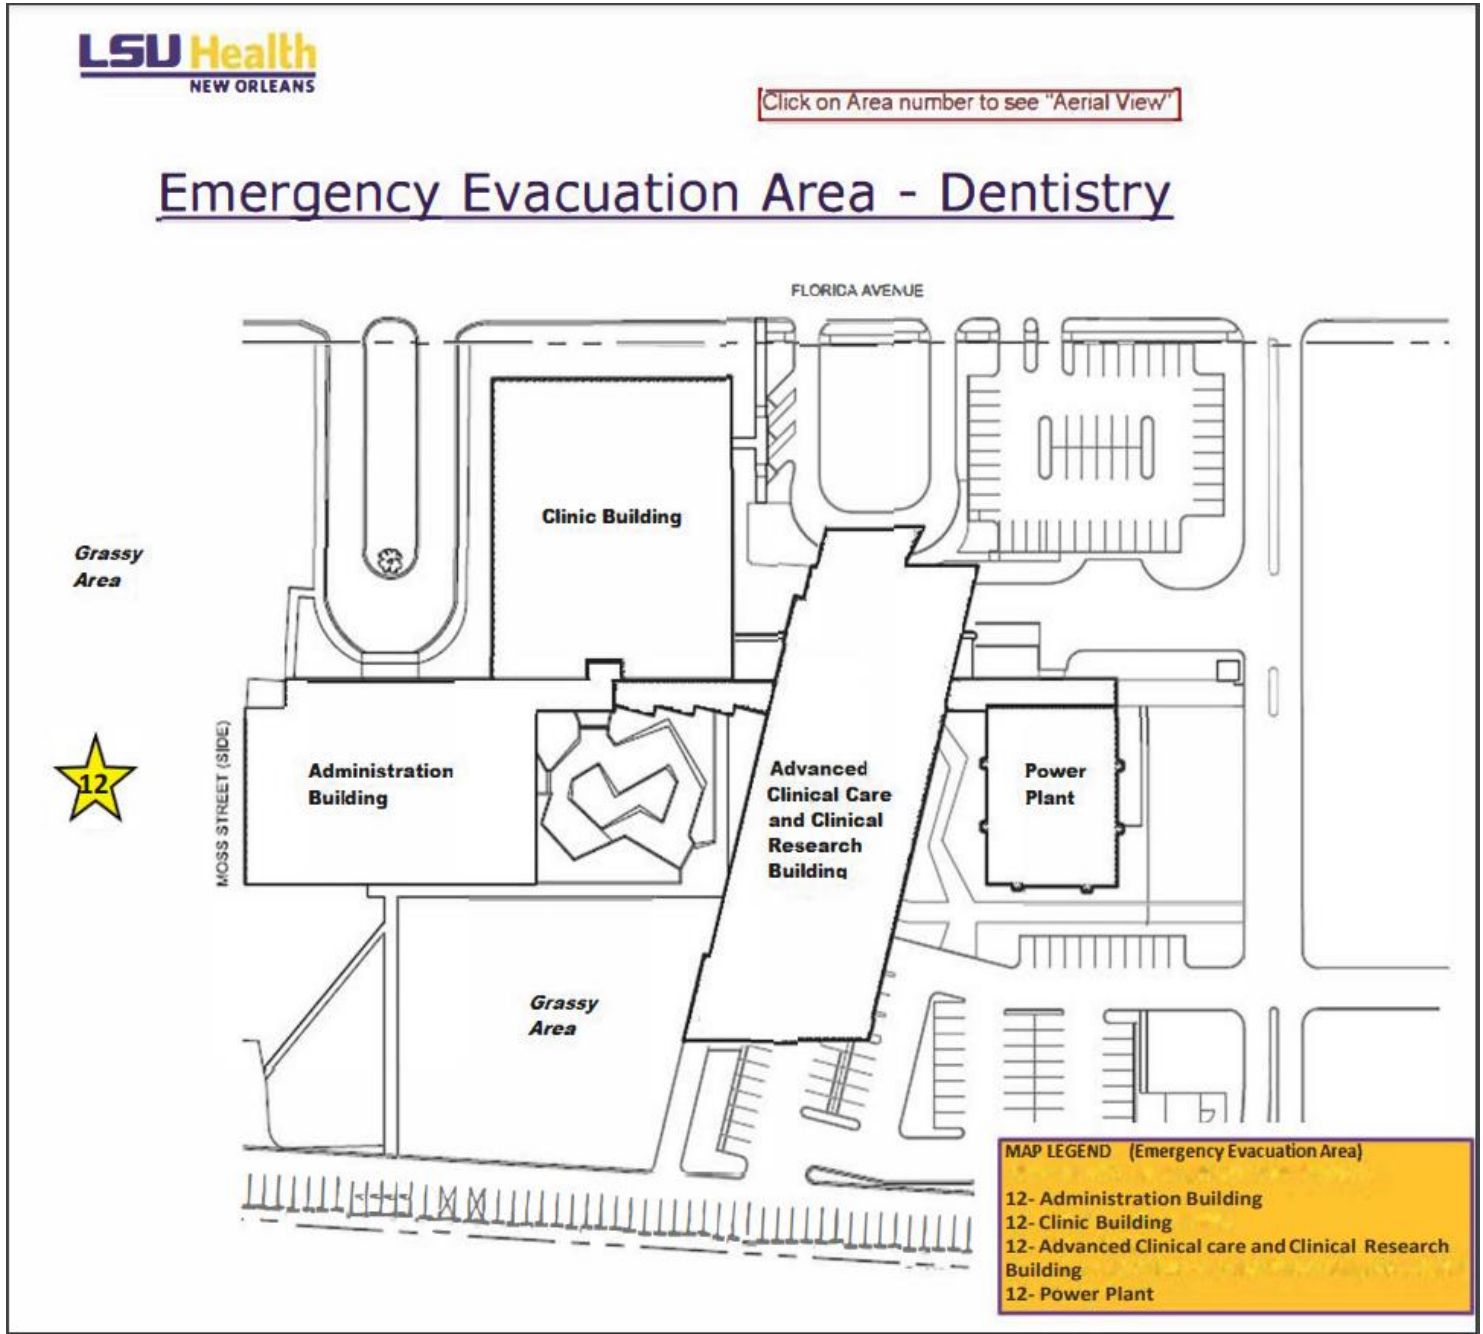 LSU Health
NEW ORLEANS
Click on Area number to see "Aerial View"
Emergency Evacuation Area - Dentistry
FLORICA AVENUE
Clinic Building
Grassy
Area
12
MOSS STREET (SIDE)
Administration
Building
Advanced
Clinical Care
and Clinical
Research
Building
Power
Plant
Grassy
Area
MAP LEGEND (Emergency Evacuation Area)
12- Administration Building
12- Clinic Building
12- Advanced Clinical care and Clinical Research
Building
12- Power Plant